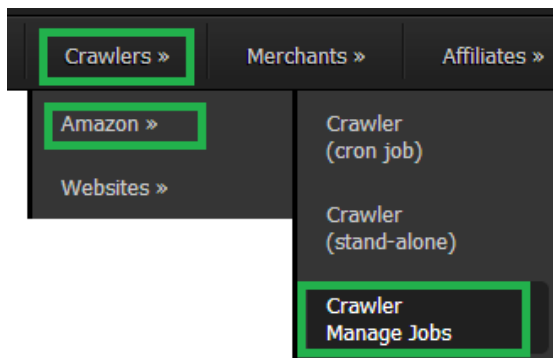 Crawlers » Merchants » Affiliates »
Amazon »
Websites »
Crawler
(cron job)
Crawler
(stand-alone)
Crawler
Manage Jobs